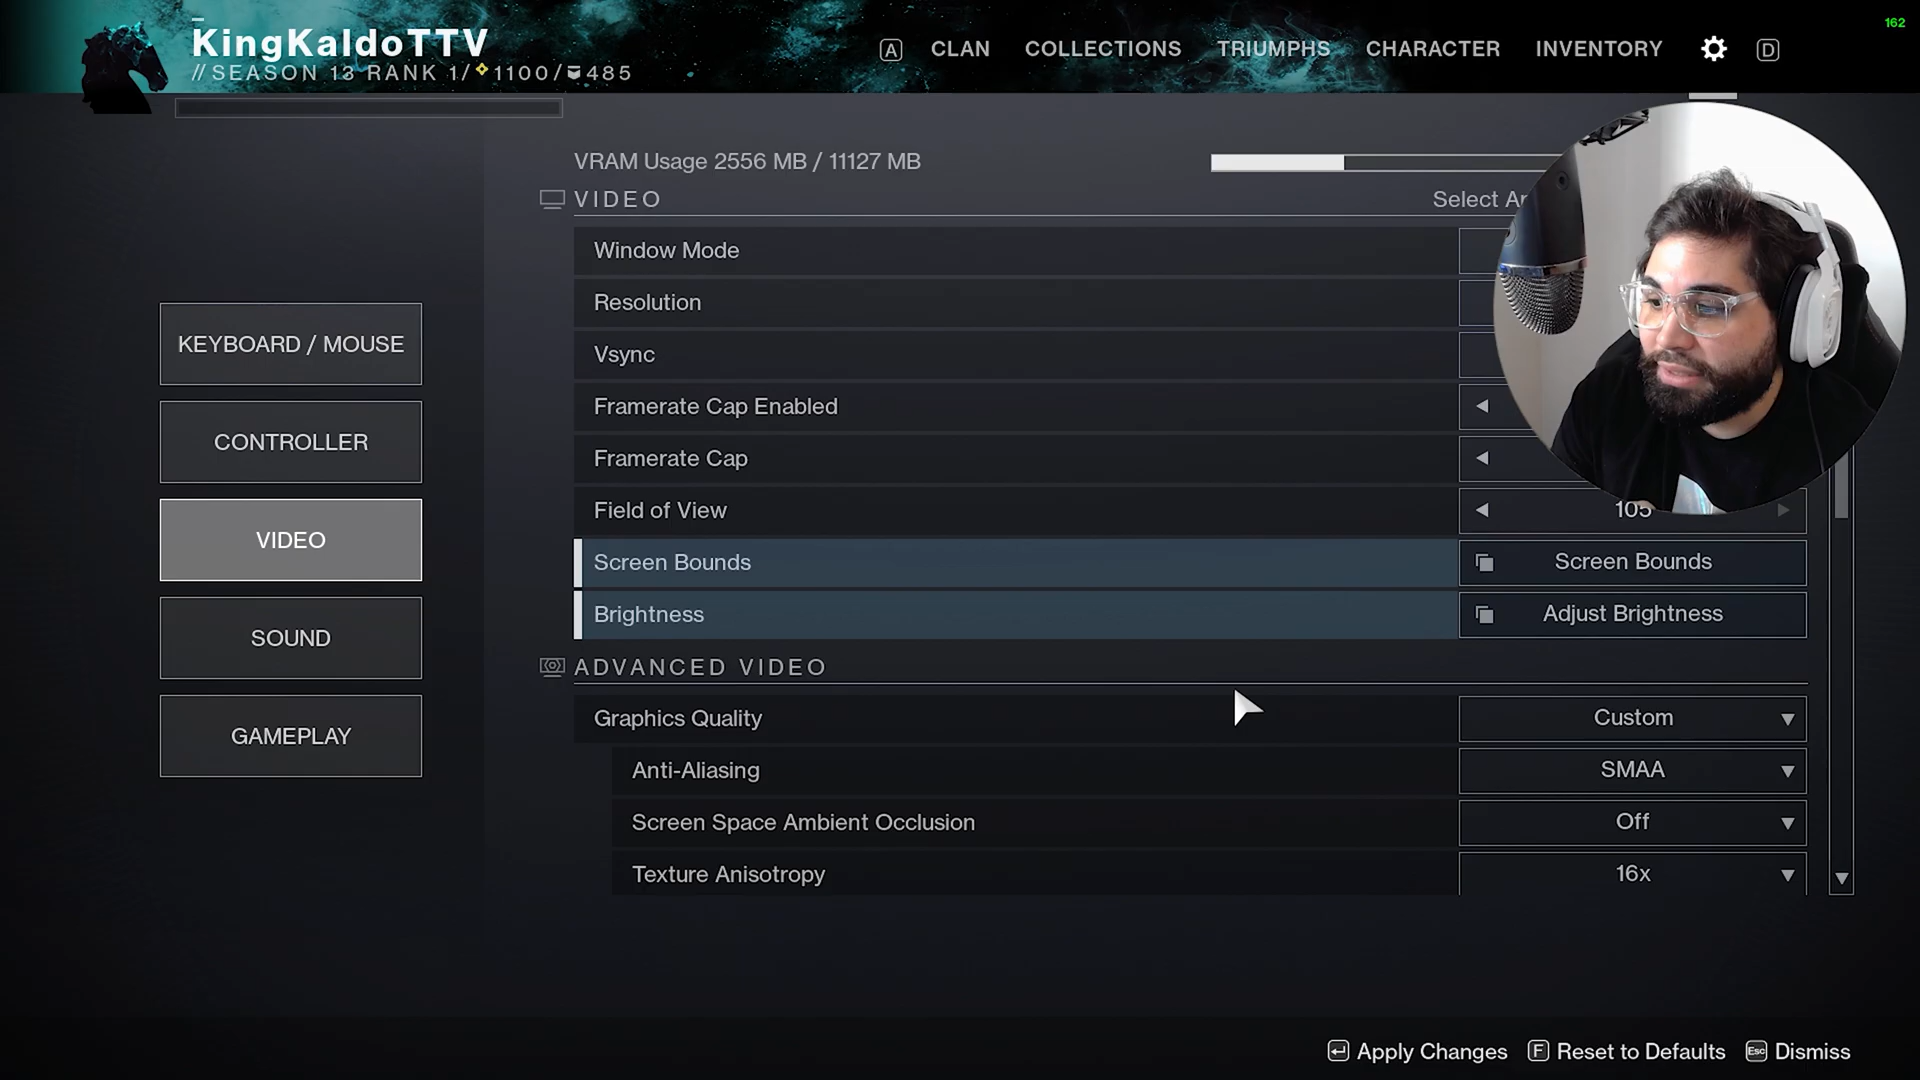 KingKaldoTTV
//SEASON 13 RANK 1/1100/485
A CLAN COLLECTIONS TRIUMPHS CHARACTER INVENTORY D
162
VRAM Usage 2556 MB / 11127 MB
VIDEO
Select
Window Mode
Resolution
Vsync
Framerate Cap Enabled
Framerate Cap
Field of View 105
Screen Bounds Screen Bounds
Brightness Adjust Brightness
ADVANCED VIDEO
Graphics Quality Custom
Anti-Aliasing SMAA
Screen Space Ambient Occlusion Off
Texture Anisotropy 16x
KEYBOARD / MOUSE
CONTROLLER
VIDEO
SOUND
GAMEPLAY
Apply Changes F Reset to Defaults Esc Dismiss